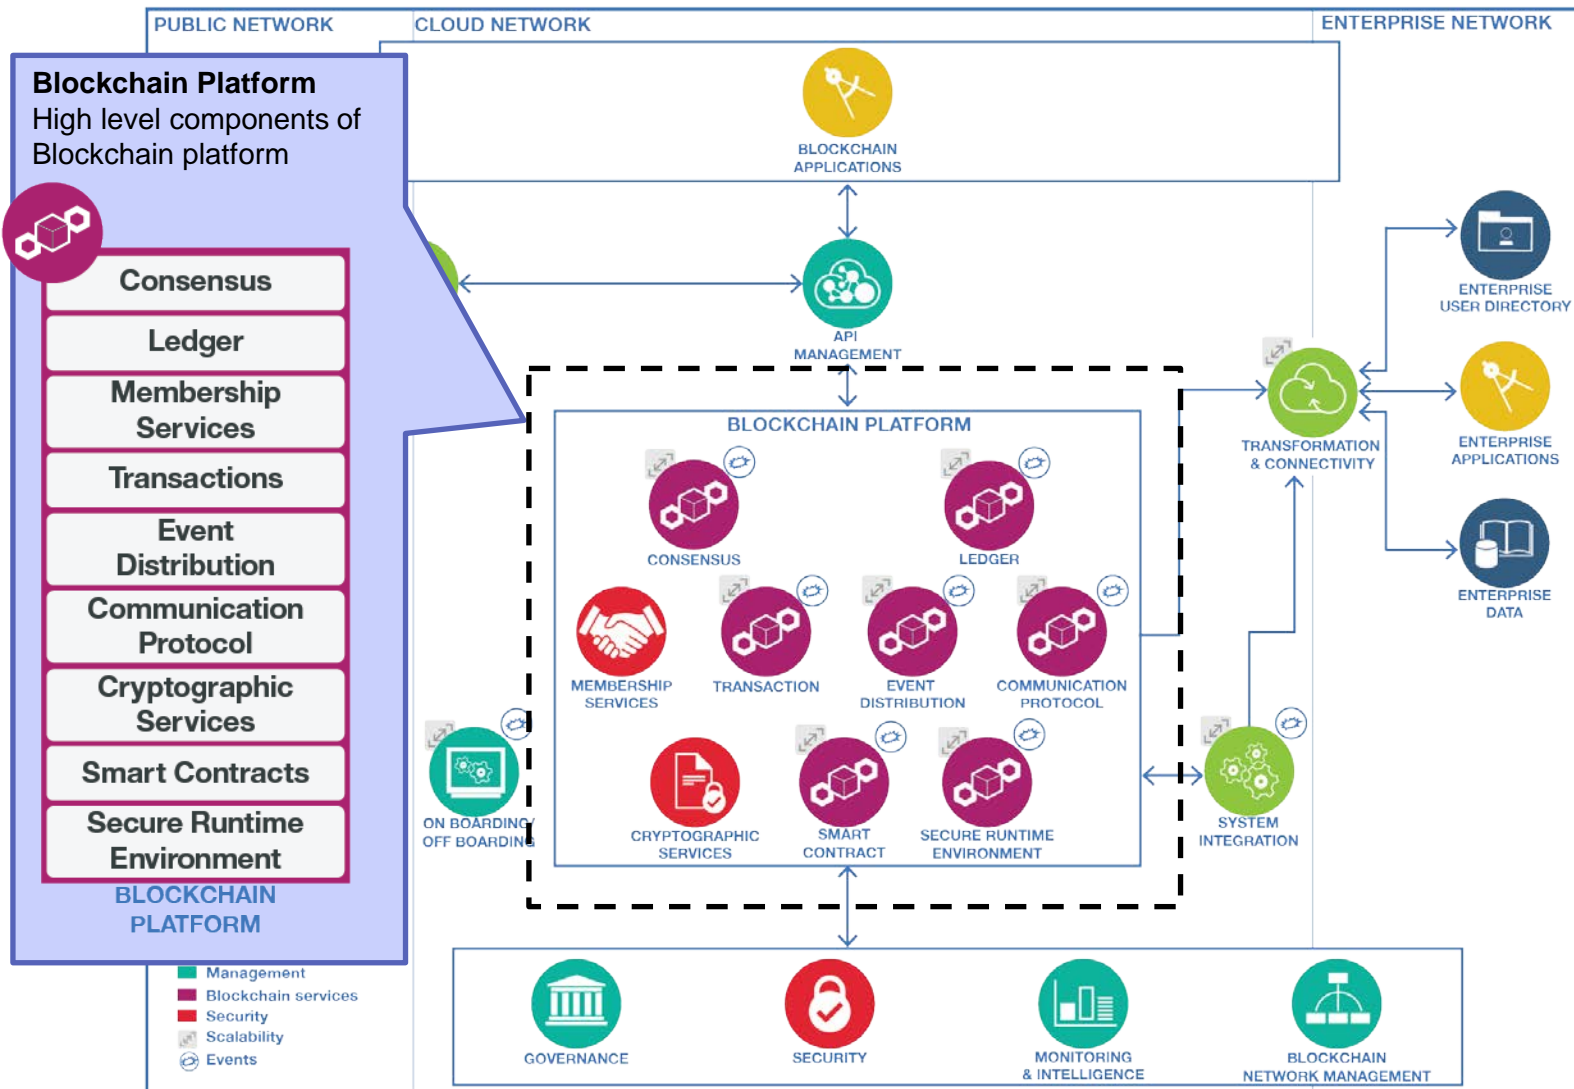 PUBLIC NETWORK
CLOUD NETWORK
ENTERPRISE NETWORK
Blockchain Platform
High level components of
Blockchain platform
Consensus
Ledger
Membership
Services
Transactions
Event
Distribution
Communication
Protocol
Cryptographic
Services
Smart Contracts
Secure Runtime
Environment
BLOCKCHAIN
PLATFORM
BLOCKCHAIN
APPLICATIONS
API
MANAGEMENT
BLOCKCHAIN PLATFORM
CONSENSUS
LEDGER
MEMBERSHIP
SERVICES
TRANSACTION
EVENT
DISTRIBUTION
COMMUNICATION
PROTOCOL
CRYPTOGRAPHIC
SERVICES
SMART
CONTRACT
SECURE RUNTIME
ENVIRONMENT
ON BOARDING/
OFF BOARDING
TRANSFORMATION
& CONNECTIVITY
SYSTEM
INTEGRATION
ENTERPRISE
USER DIRECTORY
ENTERPRISE
APPLICATIONS
ENTERPRISE
DATA
Management
Blockchain services
Security
Scalability
Events
GOVERNANCE
SECURITY
MONITORING
& INTELLIGENCE
BLOCKCHAIN
NETWORK MANAGEMENT